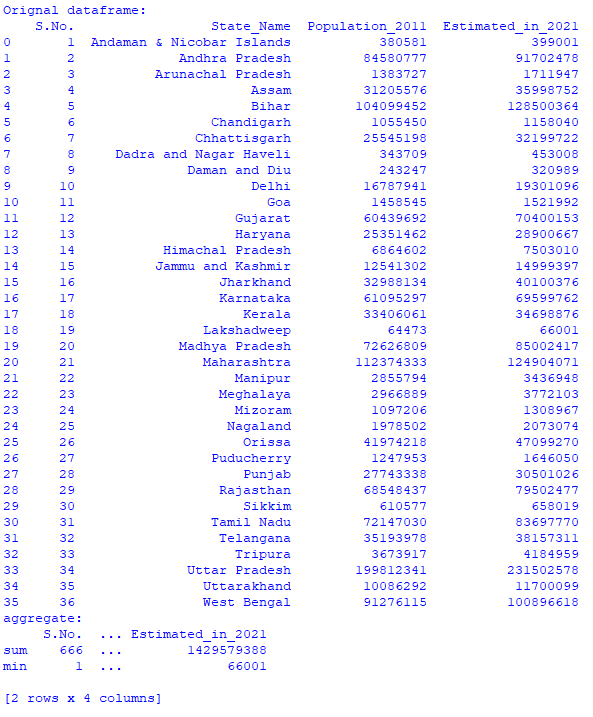 Orignal dataframe:
S.No. State_Name Population_2011 Estimated_in_2021
0 1 Andaman & Nicobar Islands 380581 399001
1 2 Andhra Pradesh 84580777 91702478
2 3 Arunachal Pradesh 1383727 1711947
3 4 Assam 31205576 35998752
4 5 Bihar 104099452 128500364
5 6 Chandigarh 1055450 1158040
6 7 Chhattisgarh 25545198 32199722
7 8 Dadra and Nagar Haveli 343709 453008
8 9 Daman and Diu 243247 320989
9 10 Delhi 16787941 19301096
10 11 Goa 1458545 1521992
11 12 Gujarat 60439692 70400153
12 13 Haryana 25351462 28900667
13 14 Himachal Pradesh 6864602 7503010
14 15 Jammu and Kashmir 12541302 14999397
15 16 Jharkhand 32988134 40100376
16 17 Karnataka 61095297 69599762
17 18 Kerala 33406061 34698876
18 19 Lakshadweep 64473 66001
19 20 Madhya Pradesh 72626809 85002417
20 21 Maharashtra 112374333 124904071
21 22 Manipur 2855794 3436948
22 23 Meghalaya 2966889 3772103
23 24 Mizoram 1097206 1308967
24 25 Nagaland 1978502 2073074
25 26 Orissa 41974218 47099270
26 27 Puducherry 1247953 1646050
27 28 Punjab 27743338 30501026
28 29 Rajasthan 68548437 79502477
29 30 Sikkim 610577 658019
30 31 Tamil Nadu 72147030 83697770
31 32 Telangana 35193978 38157311
32 33 Tripura 3673917 4184959
33 34 Uttar Pradesh 199812341 231502578
34 35 Uttarakhand 10086292 11700099
35 36 West Bengal 91276115 100896618
aggregate:
S.No. ... Estimated_in_2021
sum 666 ... 1429579388
min 1 ... 66001
[2 rows x 4 columns]